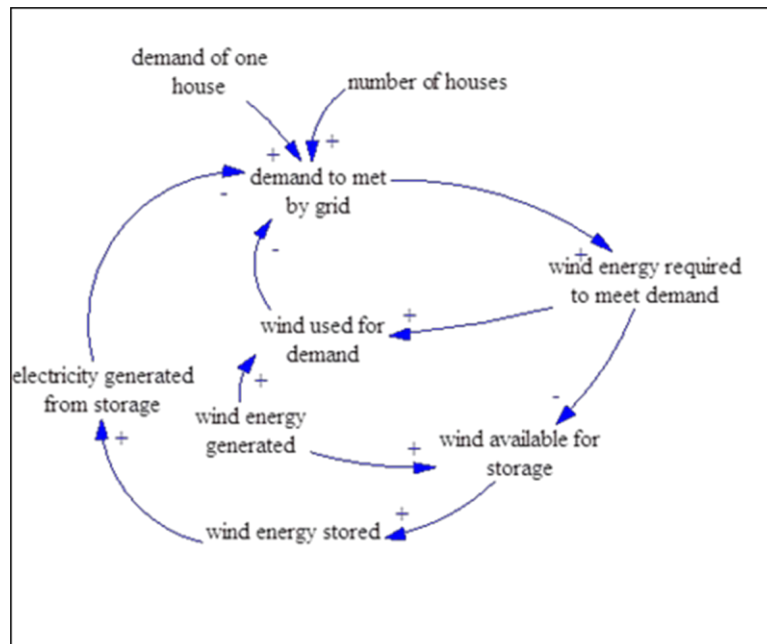 demand of one
house
number of houses
+
+
demand to met
by grid
-
-
+
wind energy required
to meet demand
+
wind used for
demand
electricity generated
from storage
+
wind energy
generated
-
+
wind available for
storage
+
+
wind energy stored